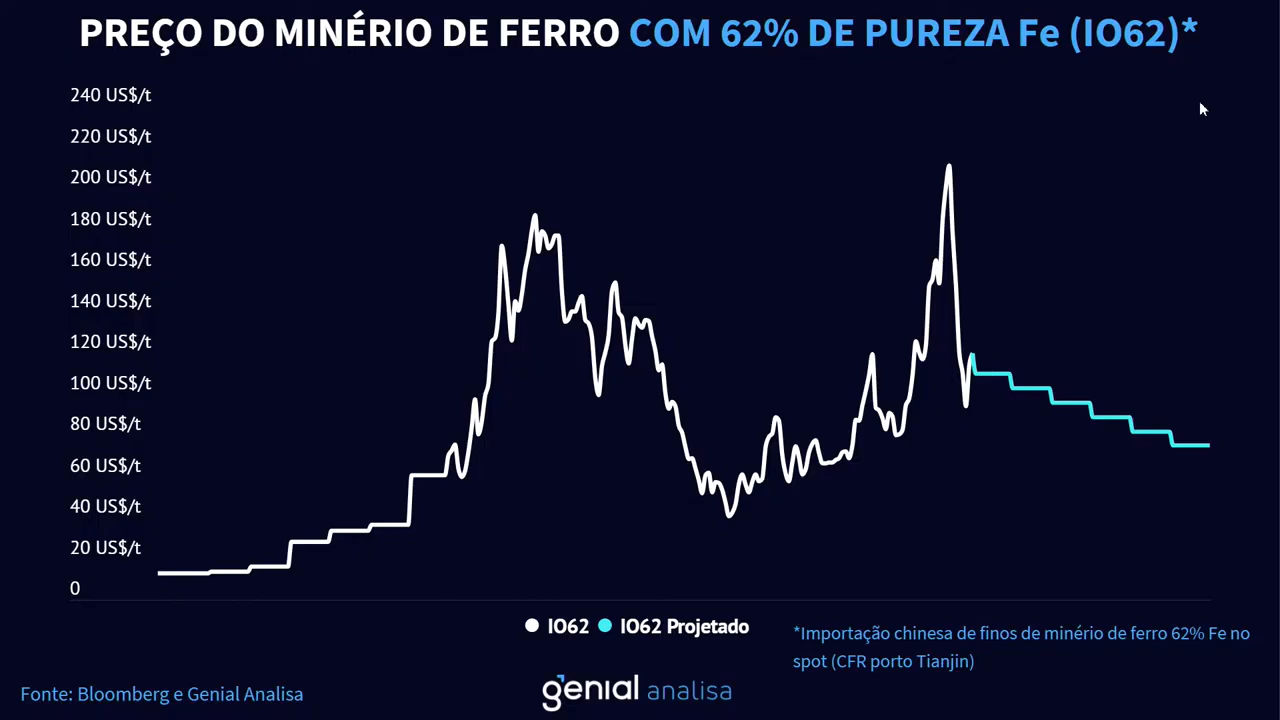 PREÇO DO MINÉRIO DE FERRO COM 62% DE PUREZA Fe (IO62)*
240 US$/t
220 US$/t
200 US$/t
180 US$/t
160 US$/t
140 US$/t
120 US$/t
100 US$/t
80 US$/t
60 US$/t
40 US$/t
20 US$/t
0
IO62 IO62 Projetado
*Importação chinesa de finos de minério de ferro 62% Fe no
spot (CFR porto Tianjin)
Fonte: Bloomberg e Genial Analisa
genial analisa